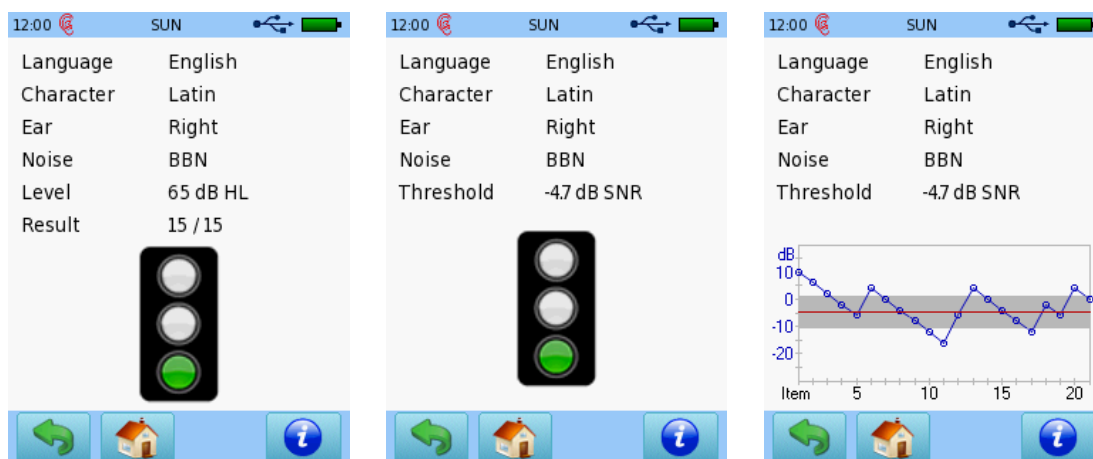 12:00 SUN
Language English
Character Latin
Ear Right
Noise BBN
Level 65 dB HL
Result 15 / 15
12:00 SUN
Language English
Character Latin
Ear Right
Noise BBN
Threshold -4.7 dB SNR
12:00 SUN
Language English
Character Latin
Ear Right
Noise BBN
Threshold -4.7 dB SNR
dB
10
0
-10
-20
Item 5 10 15 20